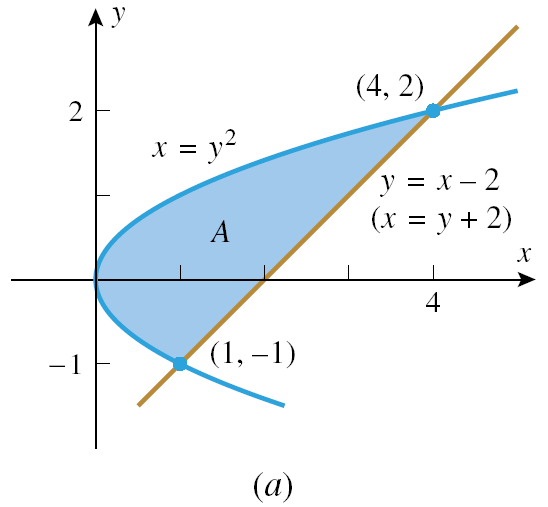 y
(4, 2)
2
x = y²
y = x – 2
(x = y + 2)
A
x
4
(1, –1)
–1
(a)